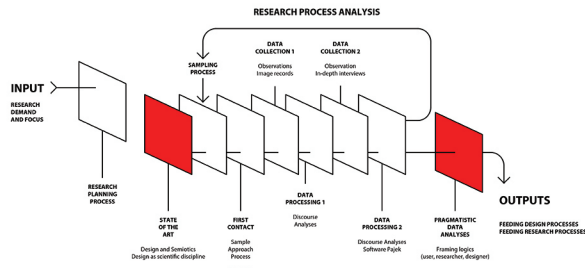 RESEARCH PROCESS ANALYSIS
DATA
COLLECTION 1
Observations
Image records
DATA
COLLECTION 2
Observation
In-depth interviews
SAMPLING
PROCESS
INPUT
RESEARCH
DEMAND
AND FOCUS
RESEARCH
PLANNING
PROCESS
STATE
OF THE
ART
Design and Semiotics
Design as scientific discipline
FIRST
CONTACT
Sample
Approach
Process
DATA
PROCESSING 1
Discourse
Analyses
DATA
PROCESSING 2
Discourse Analyses
Software Pajek
PRAGMATISTIC
DATA
ANALYSES
Framing logics
(user, researcher, designer)
OUTPUTS
FEEDING DESIGN PROCESSES
FEEDING RESEARCH PROCESSES